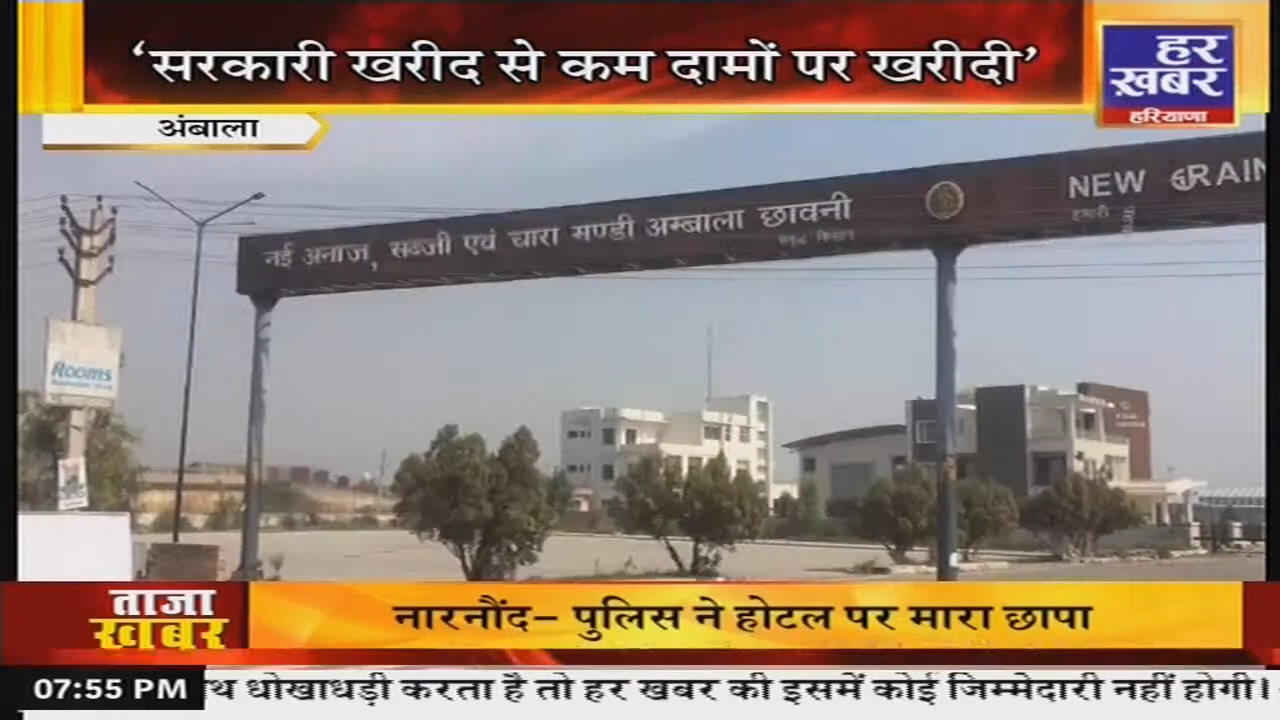 ‘सरकारी खरीद से कम दामों पर खरीदी’
हर
ख़बर
हरियाणा
अंबाला
नई अनाज, सब्जी एवं चारा मण्डी अम्बाला छावनी
NEW GRAIN
ROOMS
ताजा
खबर
नारनौंद– पुलिस ने होटल पर मारा छापा
07:55 PM
थ धोखाधड़ी करता है तो हर खबर की इसमें कोई जिम्मेदारी नहीं होगी।